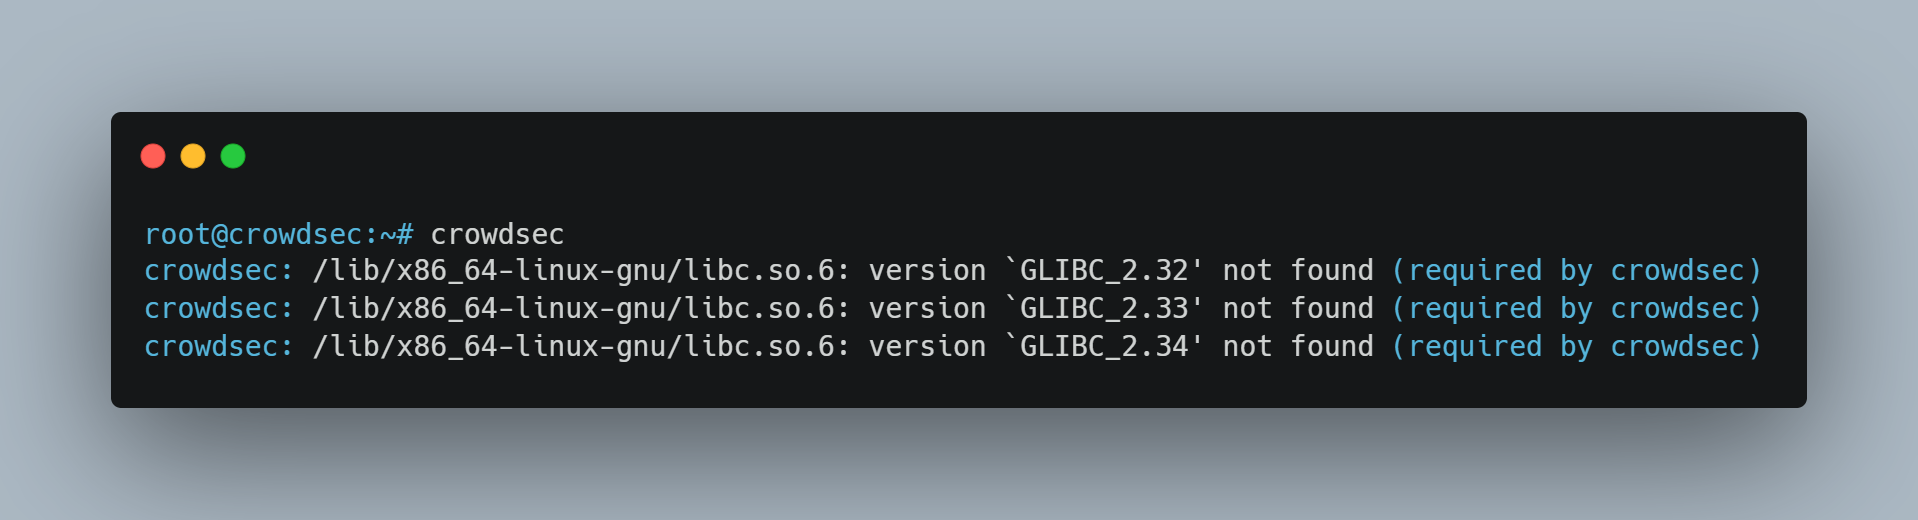 root@crowdsec:~# crowdsec
crowdsec: /lib/x86_64-linux-gnu/libc.so.6: version `GLIBC_2.32' not found (required by crowdsec)
crowdsec: /lib/x86_64-linux-gnu/libc.so.6: version `GLIBC_2.33' not found (required by crowdsec)
crowdsec: /lib/x86_64-linux-gnu/libc.so.6: version `GLIBC_2.34' not found (required by crowdsec)